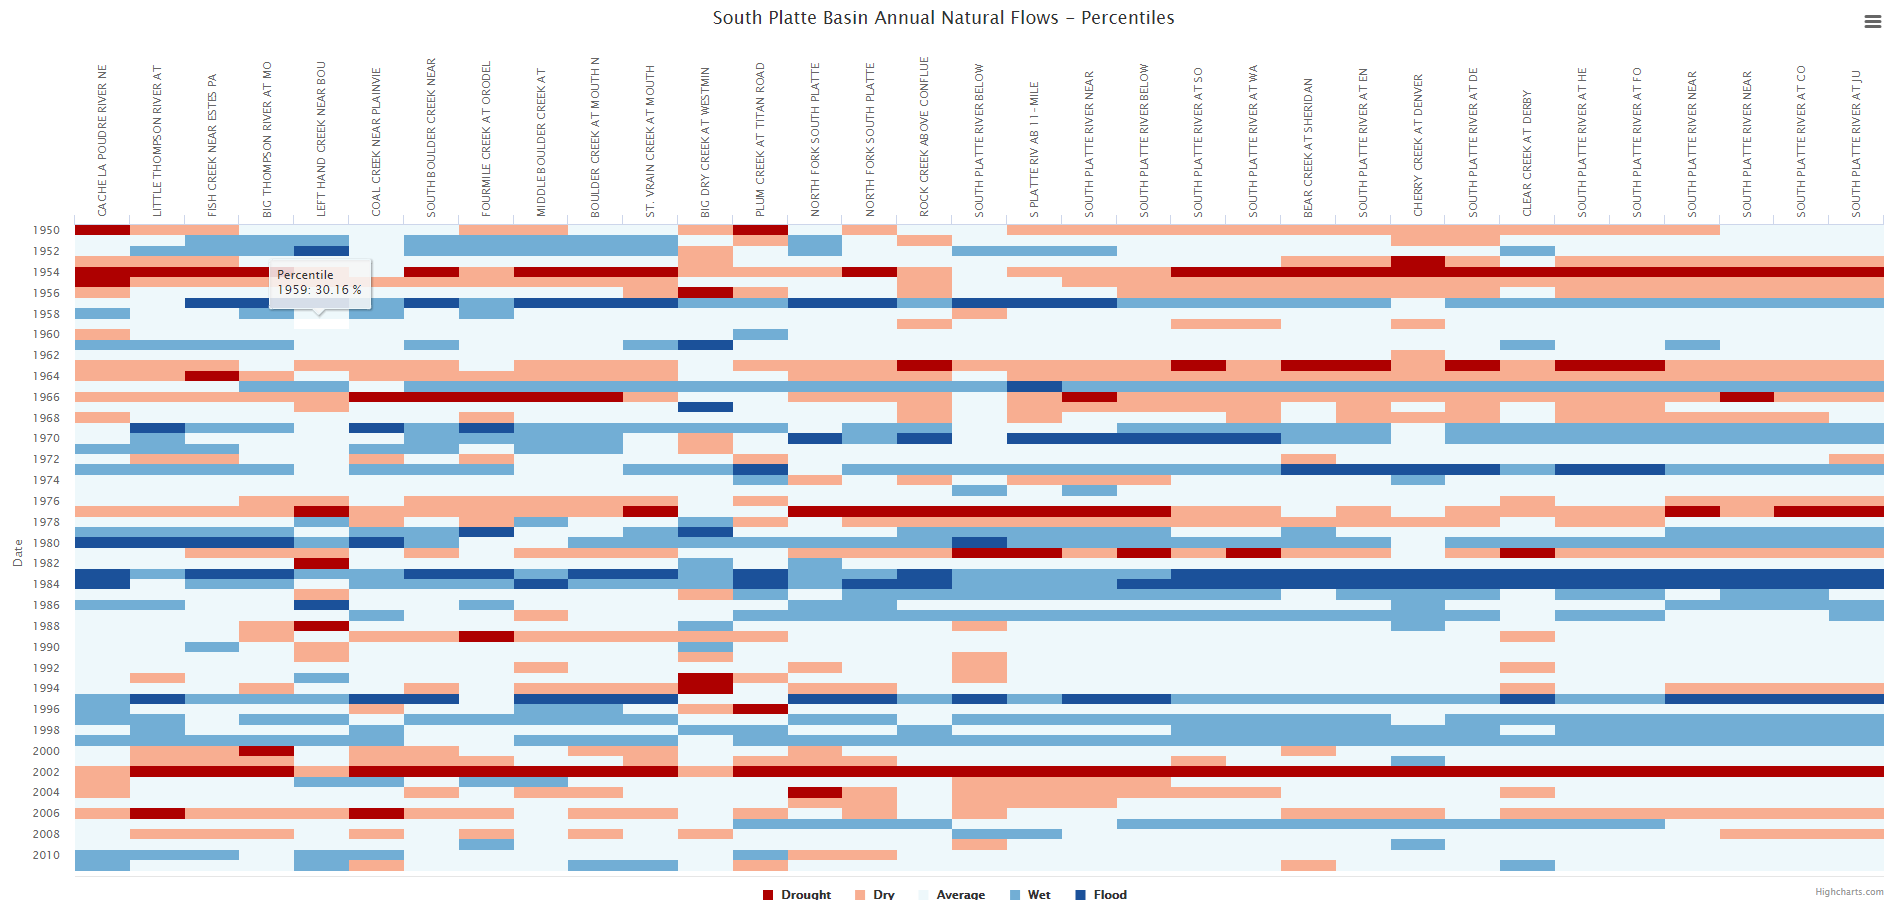 South Platte Basin Annual Natural Flows – Percentiles
CACHE LA POUDRE RIVER NE
LITTLE THOMPSON RIVER AT
FISH CREEK NEAR ESTES PA
BIG THOMPSON RIVER AT MO
LEFT HAND CREEK NEAR BOU
COAL CREEK NEAR PLAINVIE
SOUTH BOULDER CREEK NEAR
FOURMILE CREEK AT ORODEL
MIDDLE BOULDER CREEK AT
BOULDER CREEK AT MOUTH N
ST. VRAIN CREEK AT MOUTH
BIG DRY CREEK AT WESTMIN
PLUM CREEK AT TITAN ROAD
NORTH FORK SOUTH PLATTE
NORTH FORK SOUTH PLATTE
ROCK CREEK ABOVE CONFLUE
SOUTH PLATTE RIVER BELOW
S PLATTE RIV AB 11-MILE
SOUTH PLATTE RIVER NEAR
SOUTH PLATTE RIVER BELOW
SOUTH PLATTE RIVER AT SO
SOUTH PLATTE RIVER AT WA
BEAR CREEK AT SHERIDAN
SOUTH PLATTE RIVER AT EN
CHERRY CREEK AT DENVER
SOUTH PLATTE RIVER AT DE
CLEAR CREEK AT DERBY
SOUTH PLATTE RIVER AT HE
SOUTH PLATTE RIVER AT FO
SOUTH PLATTE RIVER NEAR
SOUTH PLATTE RIVER NEAR
SOUTH PLATTE RIVER AT CO
SOUTH PLATTE RIVER AT JU
Date
1950
1952
1954
1956
1958
1960
1962
1964
1966
1968
1970
1972
1974
1976
1978
1980
1982
1984
1986
1988
1990
1992
1994
1996
1998
2000
2002
2004
2006
2008
2010
Percentile
1959: 30.16 %
Drought Dry Average Wet Flood
Highcharts.com